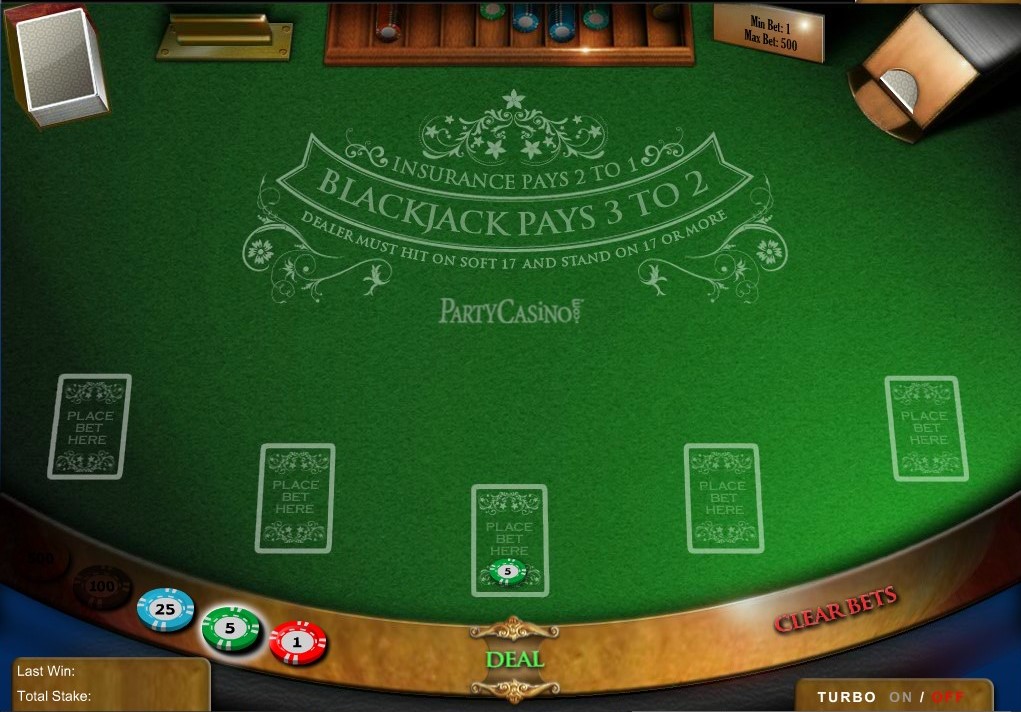 Min Bet: 1
Max Bet: 500
INSURANCE PAYS 2 TO 1
BLACKJACK PAYS 3 TO 2
DEALER MUST HIT ON SOFT 17 AND STAND ON 17 OR MORE
PARTYCASINO
PLACE
BET
HERE
PLACE
BET
HERE
PLACE
BET
HERE
5
PLACE
BET
HERE
PLACE
BET
HERE
100
25
5
1
CLEAR BETS
DEAL
Last Win:
Total Stake:
TURBO ON / OFF